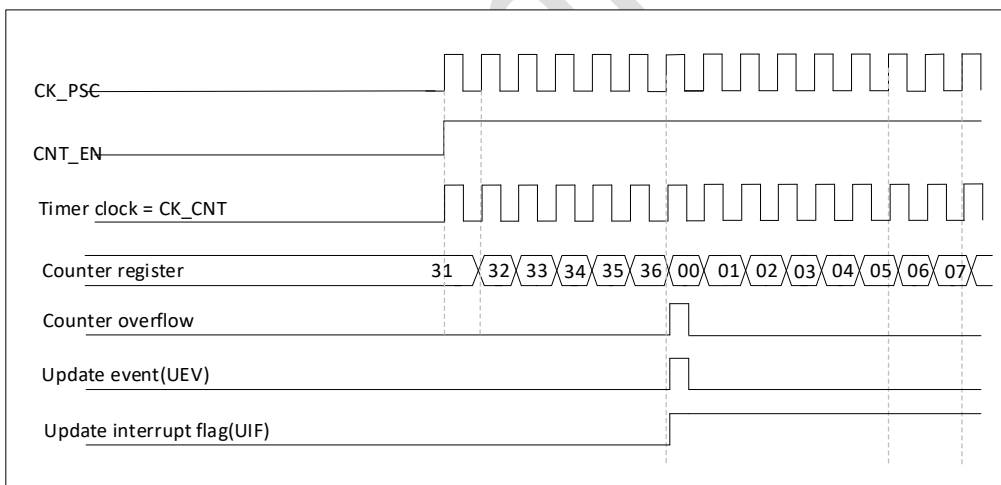 CK_PSC
CNT_EN
Timer clock = CK_CNT
Counter register 31 32 33 34 35 36 00 01 02 03 04 05 06 07
Counter overflow
Update event(UEV)
Update interrupt flag(UIF)